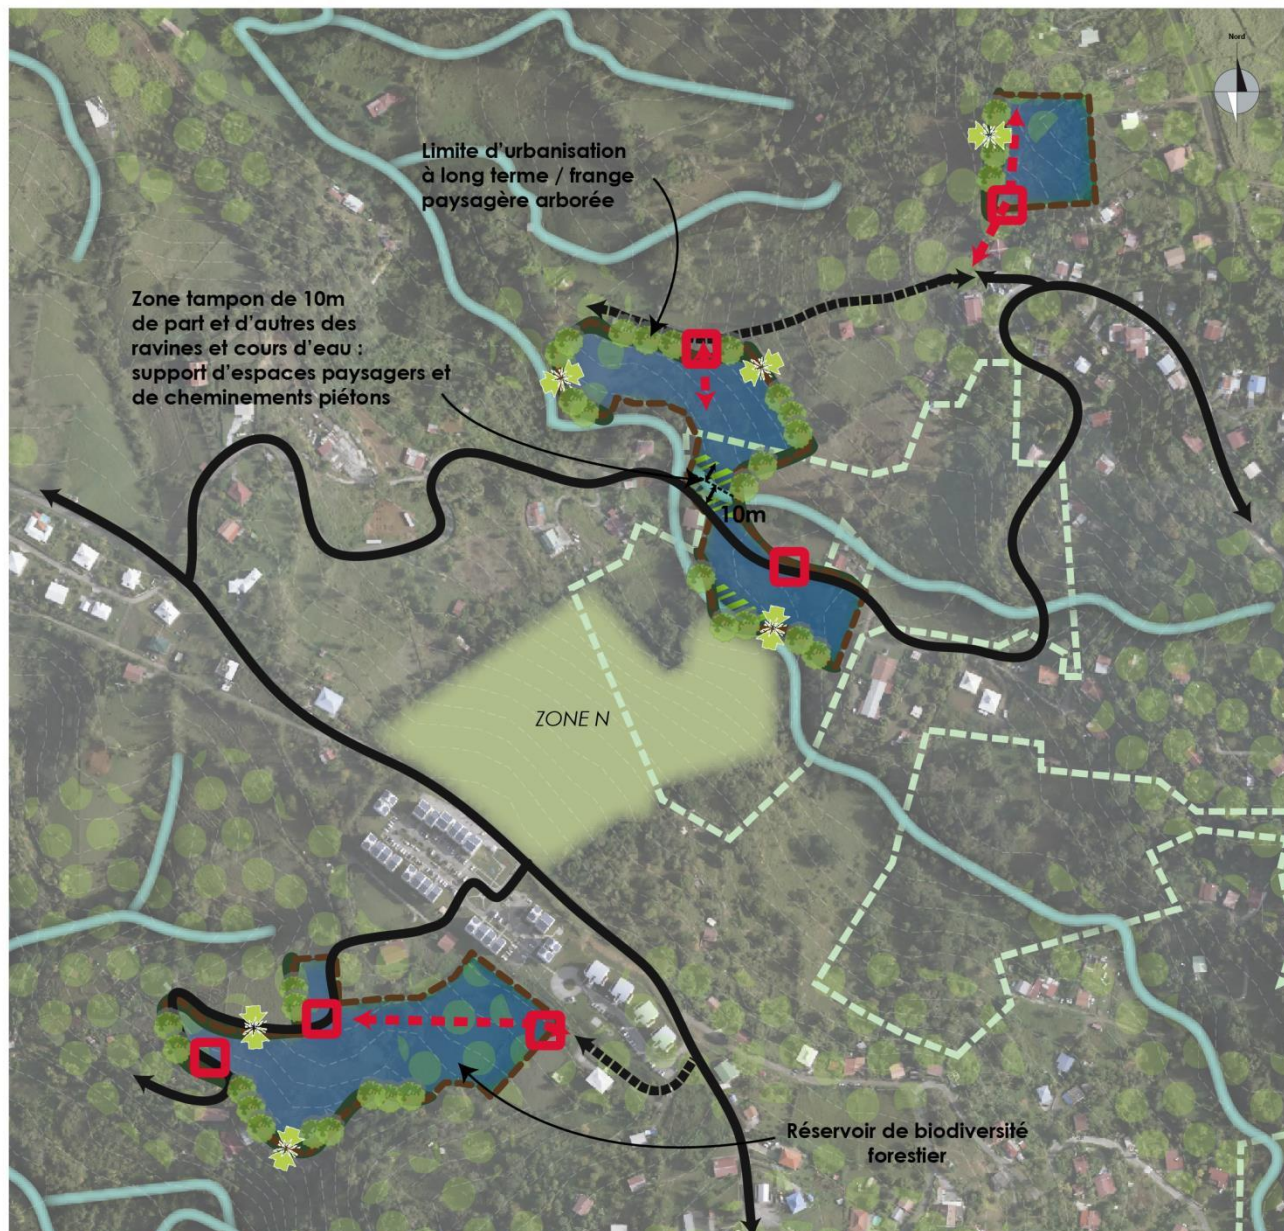 Nord
Limite d'urbanisation
à long terme / frange
paysagère arborée
Zone tampon de 10m
de part et d'autres des
ravines et cours d'eau :
support d'espaces paysagers et
de cheminements piétons
10m
ZONE N
Réservoir de biodiversité
forestier